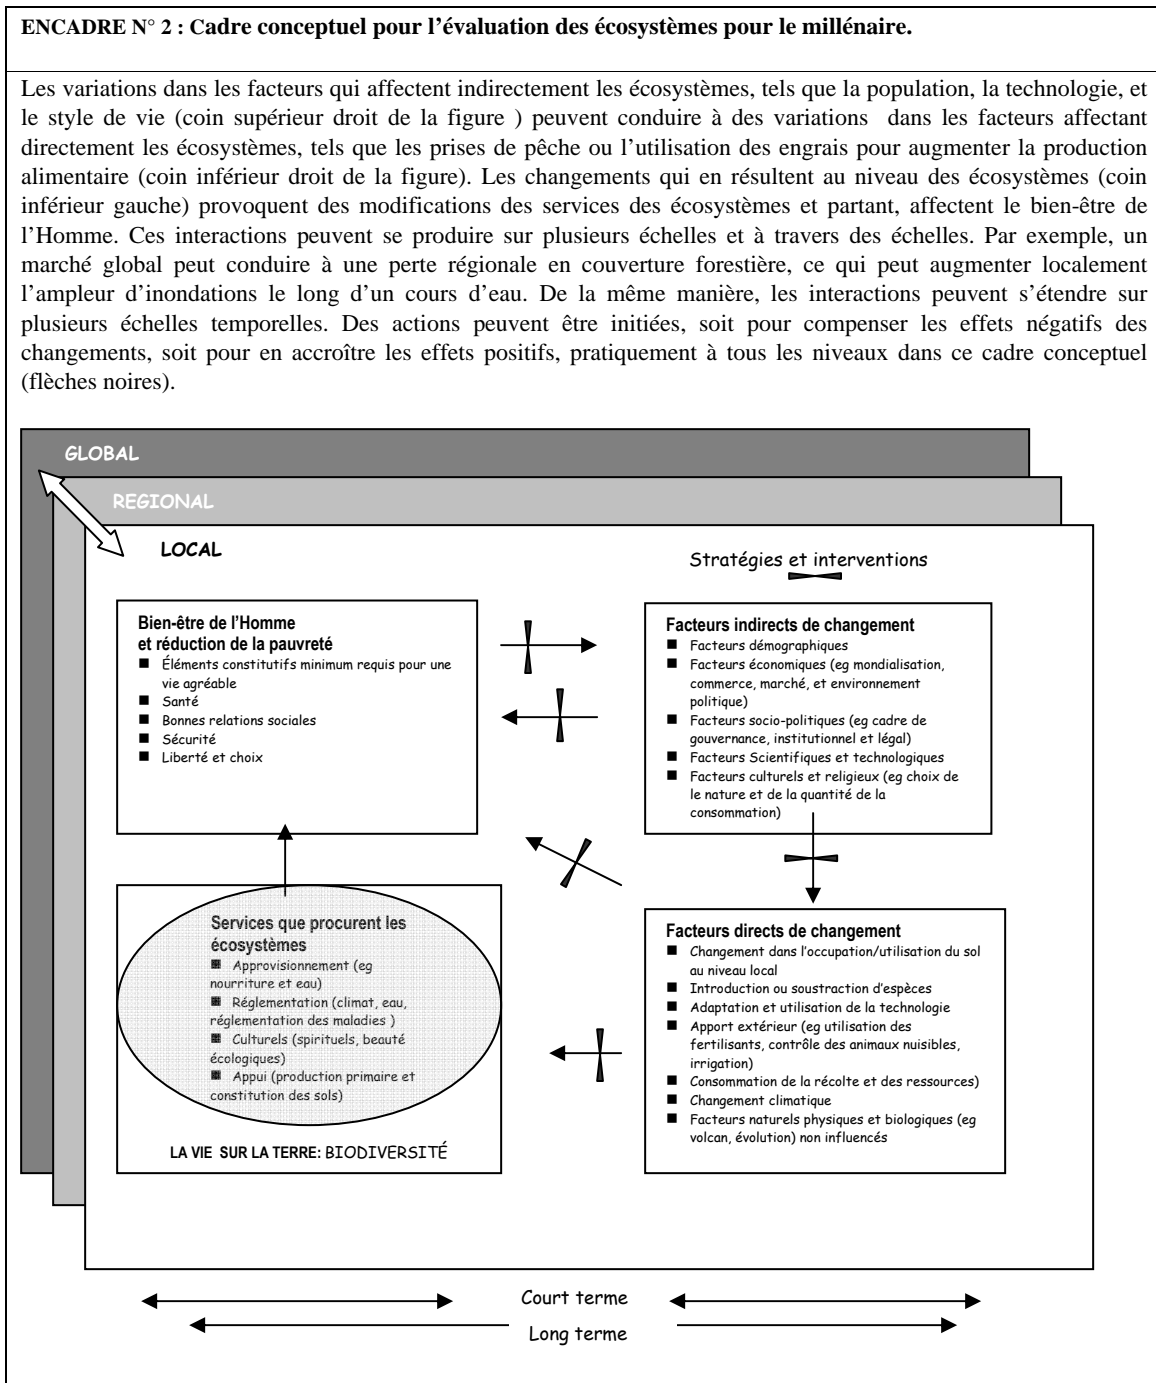 ENCADRE N° 2 : Cadre conceptuel pour l’évaluation des écosystèmes pour le millénaire.
Les variations dans les facteurs qui affectent indirectement les écosystèmes, tels que la population, la technologie, et
le style de vie (coin supérieur droit de la figure ) peuvent conduire à des variations dans les facteurs affectant
directement les écosystèmes, tels que les prises de pêche ou l’utilisation des engrais pour augmenter la production
alimentaire (coin inférieur droit de la figure). Les changements qui en résultent au niveau des écosystèmes (coin
inférieur gauche) provoquent des modifications des services des écosystèmes et partant, affectent le bien-être de
l’Homme. Ces interactions peuvent se produire sur plusieurs échelles et à travers des échelles. Par exemple, un
marché global peut conduire à une perte régionale en couverture forestière, ce qui peut augmenter localement
l’ampleur d’inondations le long d’un cours d’eau. De la même manière, les interactions peuvent s’étendre sur
plusieurs échelles temporelles. Des actions peuvent être initiées, soit pour compenser les effets négatifs des
changements, soit pour en accroître les effets positifs, pratiquement à tous les niveaux dans ce cadre conceptuel
(flèches noires).
GLOBAL
REGIONAL
LOCAL
Stratégies et interventions
Bien-être de l’Homme
et réduction de la pauvreté
■ Éléments constitutifs minimum requis pour une
vie agréable
■ Santé
■ Bonnes relations sociales
■ Sécurité
■ Liberté et choix
Facteurs indirects de changement
■ Facteurs démographiques
■ Facteurs économiques (eg mondialisation,
commerce, marché, et environnement
politique)
■ Facteurs socio-politiques (eg cadre de
gouvernance, institutionnel et légal)
■ Facteurs Scientifiques et technologiques
■ Facteurs culturels et religieux (eg choix de
le nature et de la quantité de la
consommation)
Services que procurent les
écosystèmes
■ Approvisionnement (eg
nourriture et eau)
■ Réglementation (climat, eau,
réglementation des maladies )
■ Culturels (spirituels, beauté
écologiques)
■ Appui (production primaire et
constitution des sols)
LA VIE SUR LA TERRE: BIODIVERSITÉ
Facteurs directs de changement
■ Changement dans l’occupation/utilisation du sol
au niveau local
■ Introduction ou soustraction d’espèces
■ Adaptation et utilisation de la technologie
■ Apport extérieur (eg utilisation des
fertilisants, contrôle des animaux nuisibles,
irrigation)
■ Consommation de la récolte et des ressources)
■ Changement climatique
■ Facteurs naturels physiques et biologiques (eg
volcan, évolution) non influencés
Court terme
Long terme